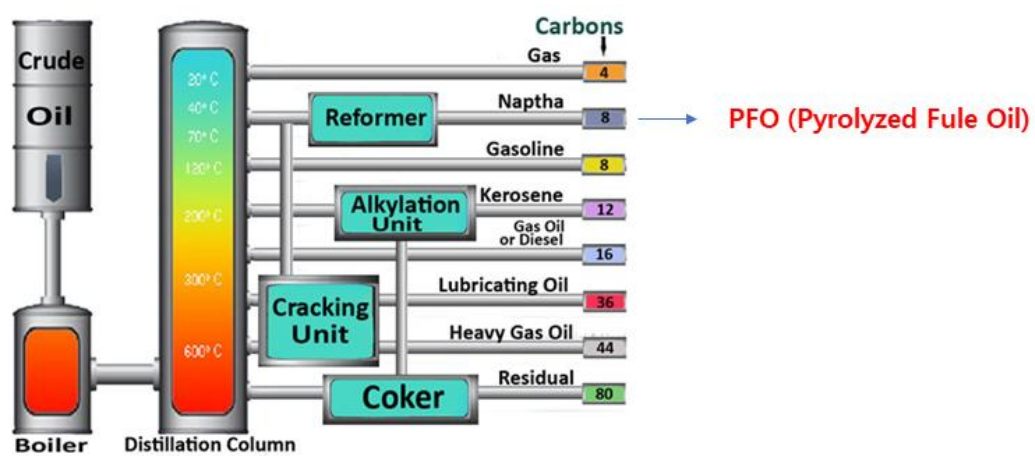 Crude
Oil
Boiler
Distillation Column
20° C
40° C
70° C
120° C
200° C
300° C
600° C
Reformer
Alkylation
Unit
Cracking
Unit
Coker
Carbons
Gas
4
Naptha
8
PFO (Pyrolyzed Fule Oil)
Gasoline
8
Kerosene
12
Gas Oil
or Diesel
16
Lubricating Oil
36
Heavy Gas Oil
44
Residual
80